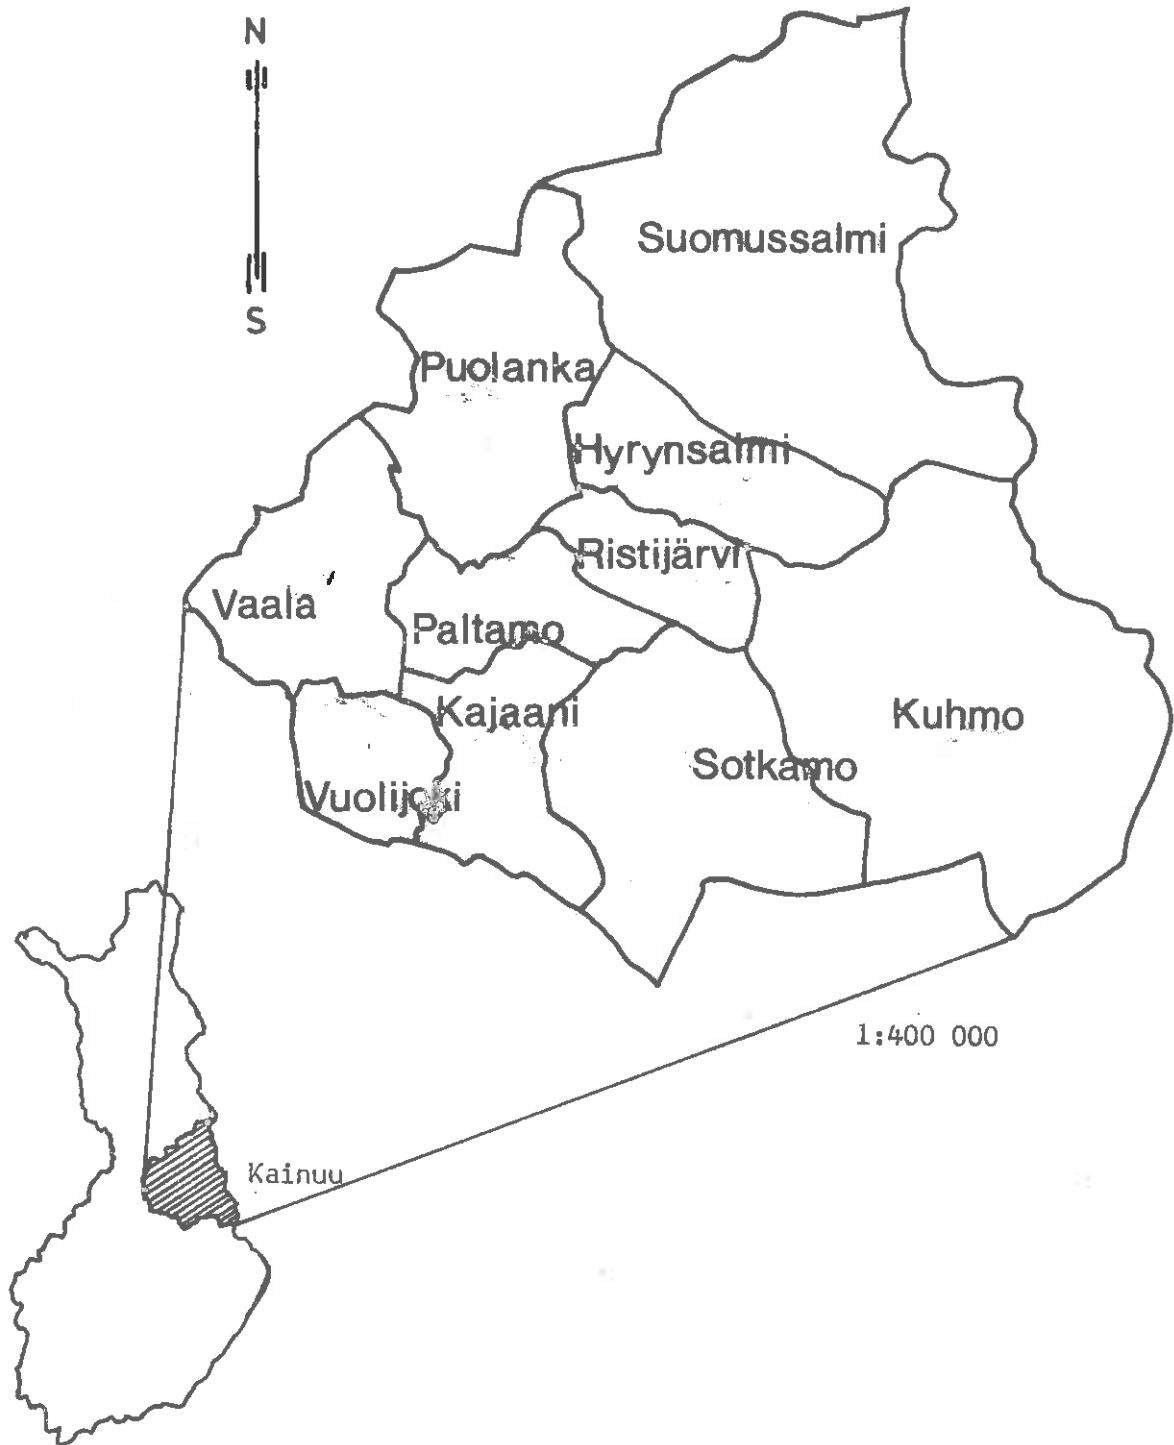 N
S
Suomussalmi
Puolanka
Hyrynsalmi
Ristijärvi
Vaala
Paltamo
Kajaani
Kuhmo
Sotkamo
Vuolijoki
1:400 000
Kainuu